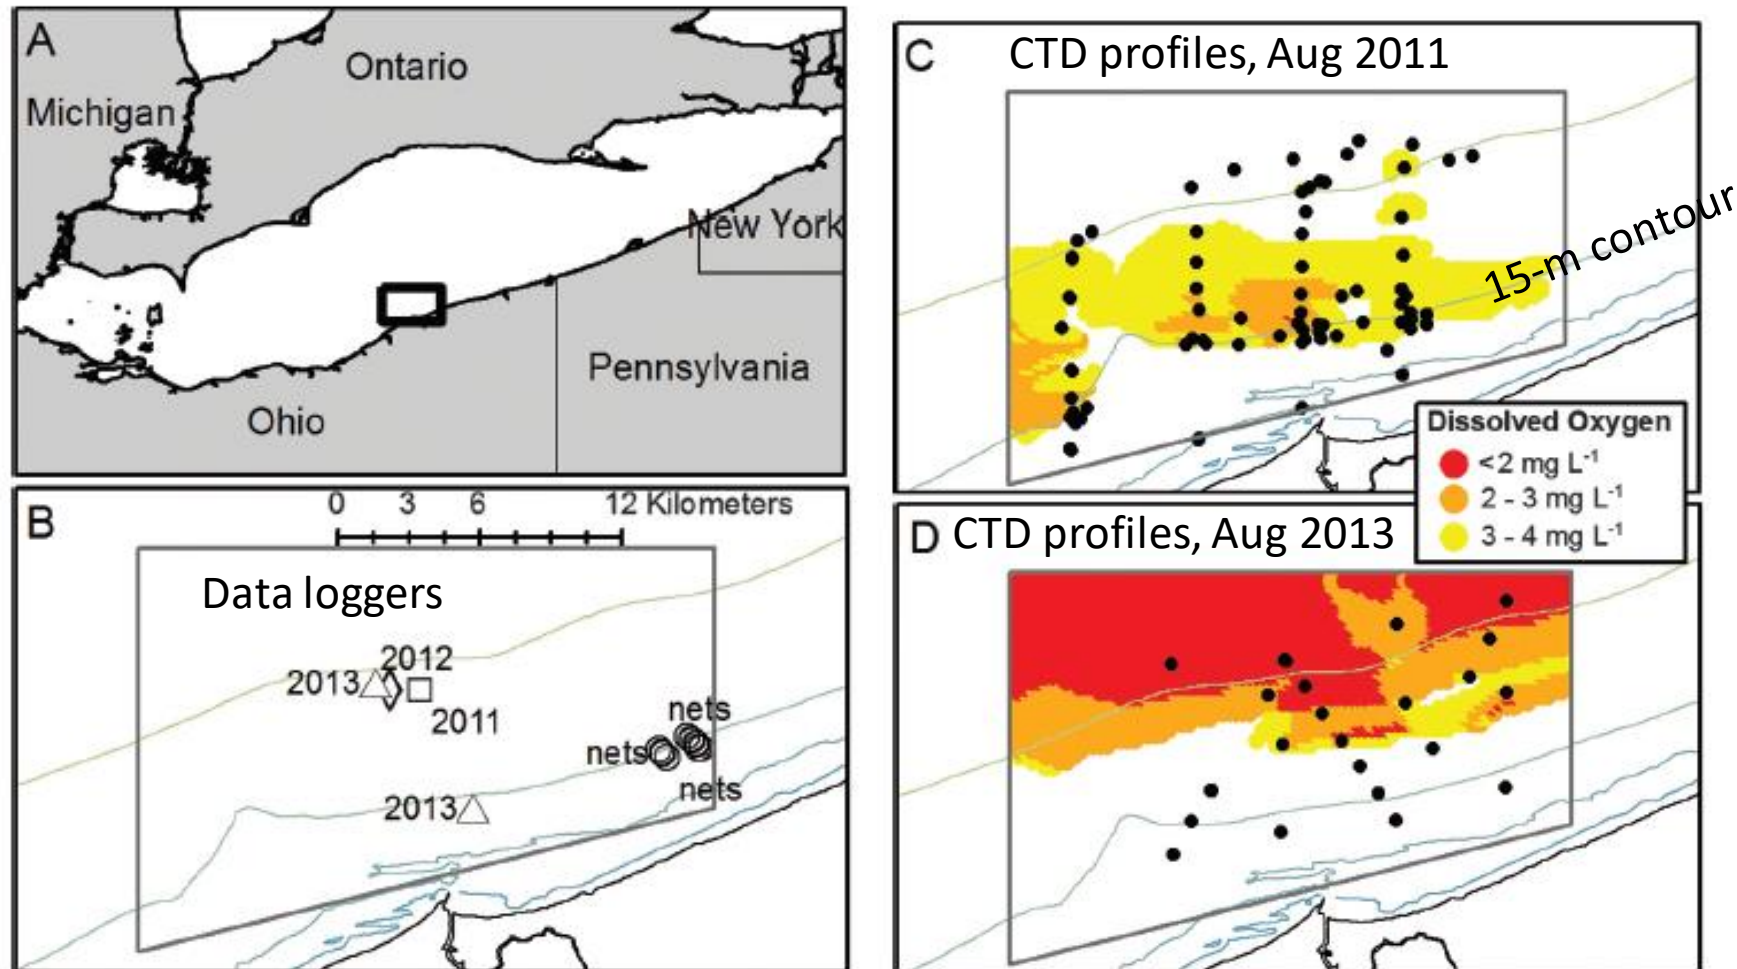 A
Ontario
Michigan
New York
Pennsylvania
Ohio
B
0 3 6 12 Kilometers
Data loggers
2012
2013
2011
nets
nets
nets
2013
C CTD profiles, Aug 2011
15-m contour
Dissolved Oxygen
<2 mg L⁻¹
2 - 3 mg L⁻¹
3 - 4 mg L⁻¹
D CTD profiles, Aug 2013